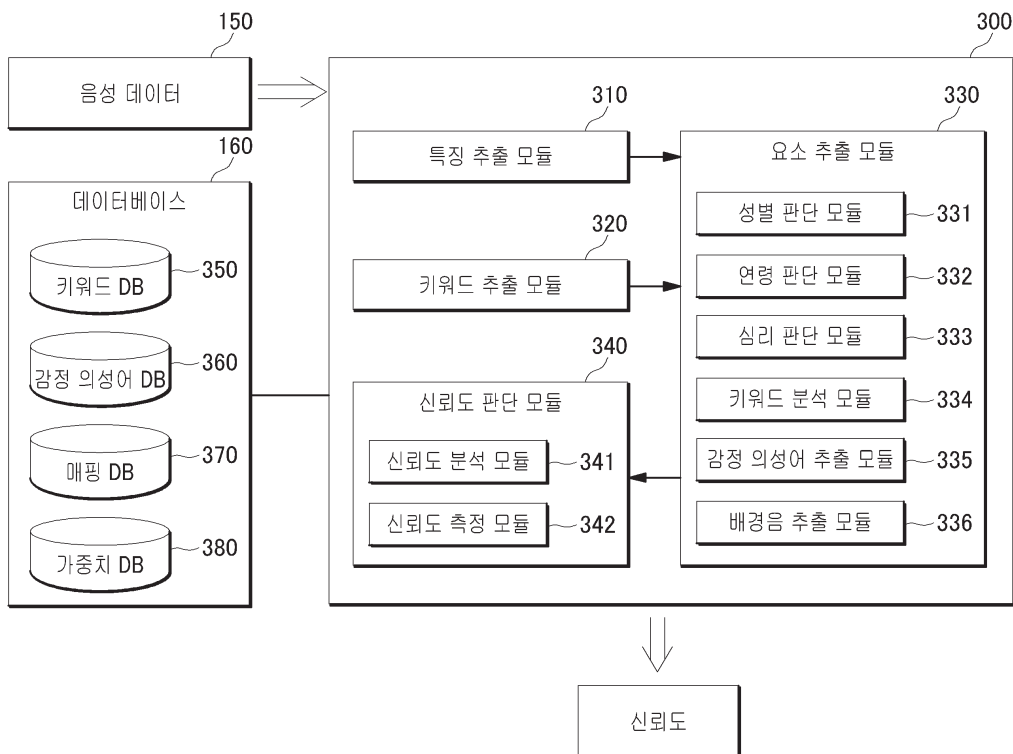 150
음성 데이터
160
데이터베이스
키워드 DB
350
감정 의성어 DB
360
매핑 DB
370
가중치 DB
380
300
310
특징 추출 모듈
320
키워드 추출 모듈
330
요소 추출 모듈
성별 판단 모듈
331
연령 판단 모듈
332
심리 판단 모듈
333
키워드 분석 모듈
334
감정 의성어 추출 모듈
335
배경음 추출 모듈
336
340
신뢰도 판단 모듈
신뢰도 분석 모듈
341
신뢰도 측정 모듈
342
신뢰도